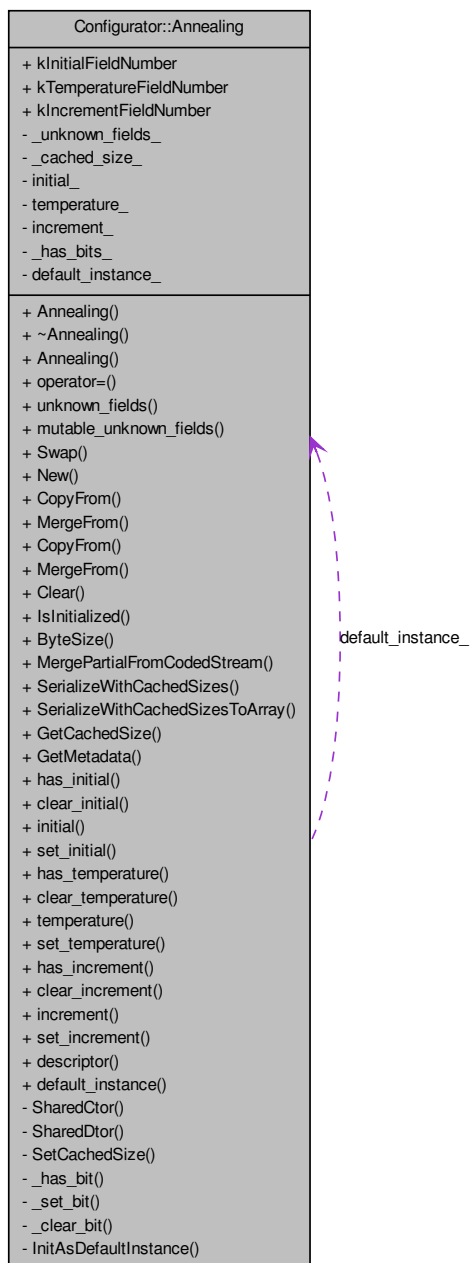 Configurator::Annealing
+ kInitialFieldNumber
+ kTemperatureFieldNumber
+ kIncrementFieldNumber
- _unknown_fields_
- _cached_size_
- initial_
- temperature_
- increment_
- _has_bits_
- default_instance_
+ Annealing()
+ ~Annealing()
+ Annealing()
+ operator=()
+ unknown_fields()
+ mutable_unknown_fields()
+ Swap()
+ New()
+ CopyFrom()
+ MergeFrom()
+ CopyFrom()
+ MergeFrom()
+ Clear()
+ IsInitialized()
+ ByteSize()
+ MergePartialFromCodedStream()
+ SerializeWithCachedSizes()
+ SerializeWithCachedSizesToArray()
+ GetCachedSize()
+ GetMetadata()
+ has_initial()
+ clear_initial()
+ initial()
+ set_initial()
+ has_temperature()
+ clear_temperature()
+ temperature()
+ set_temperature()
+ has_increment()
+ clear_increment()
+ increment()
+ set_increment()
+ descriptor()
+ default_instance()
- SharedCtor()
- SharedDtor()
- SetCachedSize()
- _has_bit()
- _set_bit()
- _clear_bit()
- InitAsDefaultInstance()
default_instance_